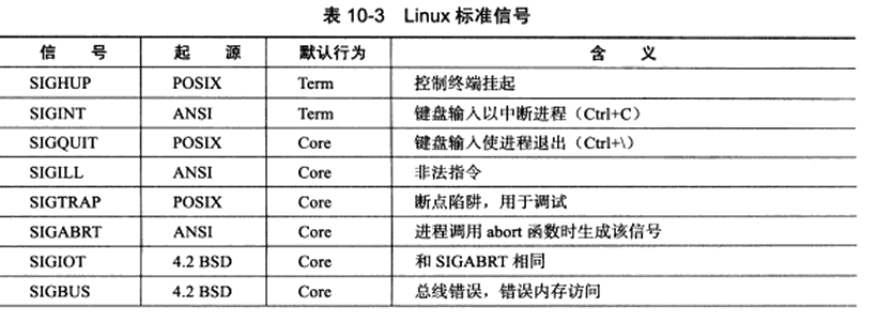 表 10-3 Linux 标准信号
信 号 起 源 默认行为 含 义
SIGHUP POSIX Term 控制终端挂起
SIGINT ANSI Term 键盘输入以中断进程（Ctrl+C）
SIGQUIT POSIX Core 键盘输入使进程退出（Ctrl+\）
SIGILL ANSI Core 非法指令
SIGTRAP POSIX Core 断点陷阱，用于调试
SIGABRT ANSI Core 进程调用 abort 函数时生成该信号
SIGIOT 4.2 BSD Core 和 SIGABRT 相同
SIGBUS 4.2 BSD Core 总线错误，错误内存访问